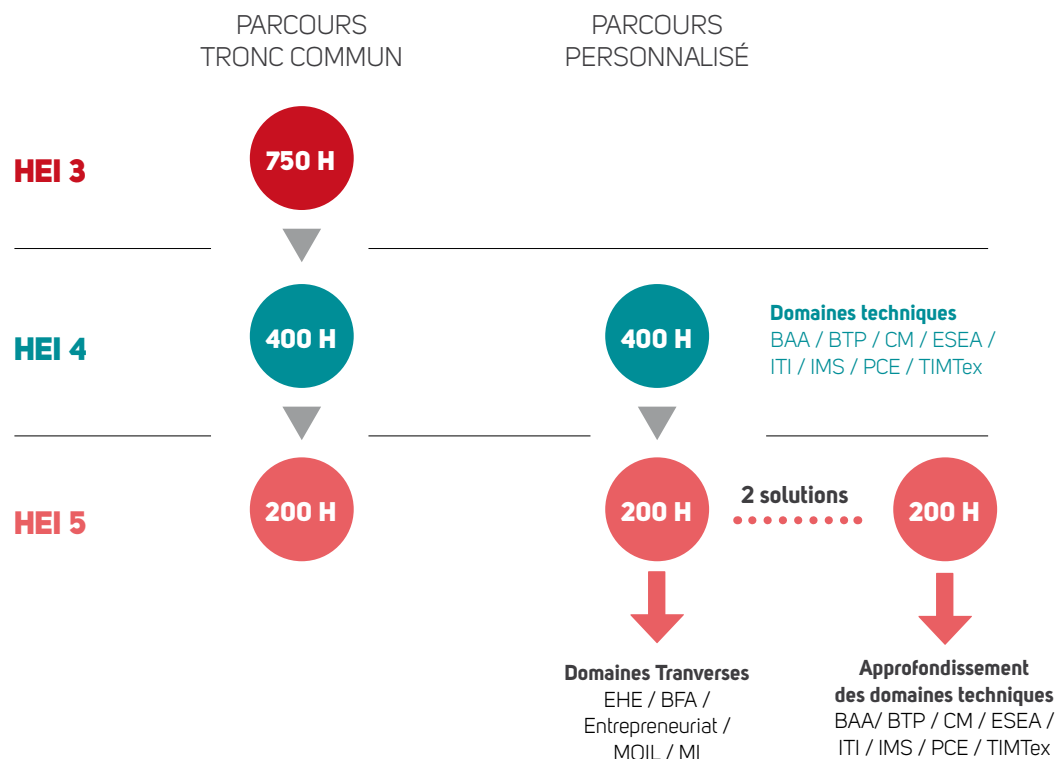 PARCOURS
TRONC COMMUN
PARCOURS
PERSONNALISÉ
HEI 3
750 H
HEI 4
400 H
400 H
Domaines techniques
BAA / BTP / CM / ESEA /
ITI / IMS / PCE / TIMTex
HEI 5
200 H
200 H
2 solutions
200 H
Domaines Tranverses
EHE / BFA /
Entrepreneuriat /
MOIL / MI
Approfondissement
des domaines techniques
BAA/ BTP / CM / ESEA /
ITI / IMS / PCE / TIMTex